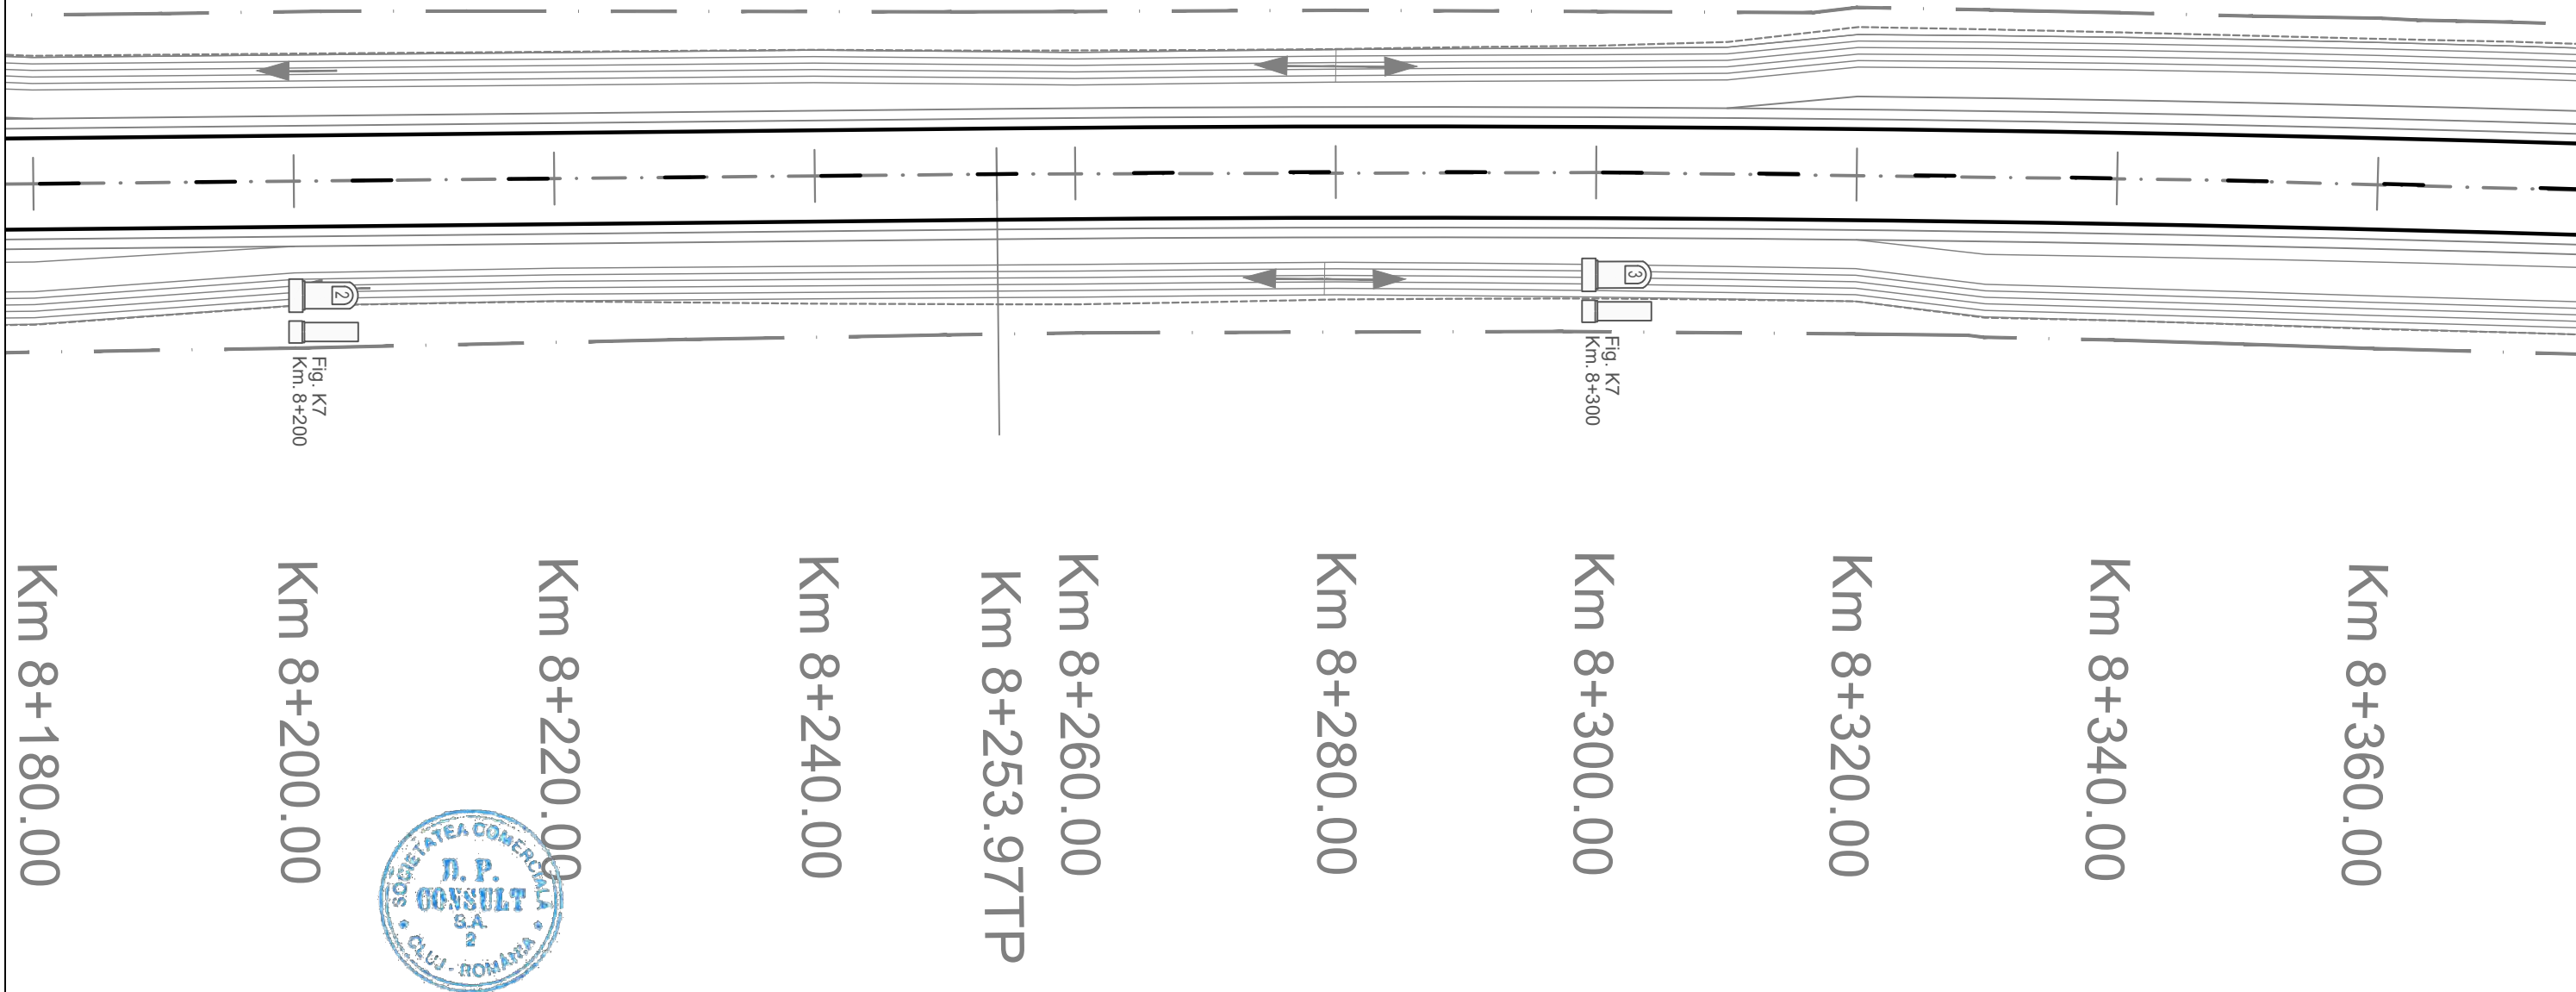 2
Fig. K7
Km. 8+200
3
Fig. K7
Km. 8+300
Km 8+180.00
Km 8+200.00
Km 8+220.00
Km 8+240.00
Km 8+253.97TP
Km 8+260.00
Km 8+280.00
Km 8+300.00
Km 8+320.00
Km 8+340.00
Km 8+360.00
SOCIETATEA COMERCIALA
D. P.
CONSULT
S.A.
2
CLUJ - ROMANIA